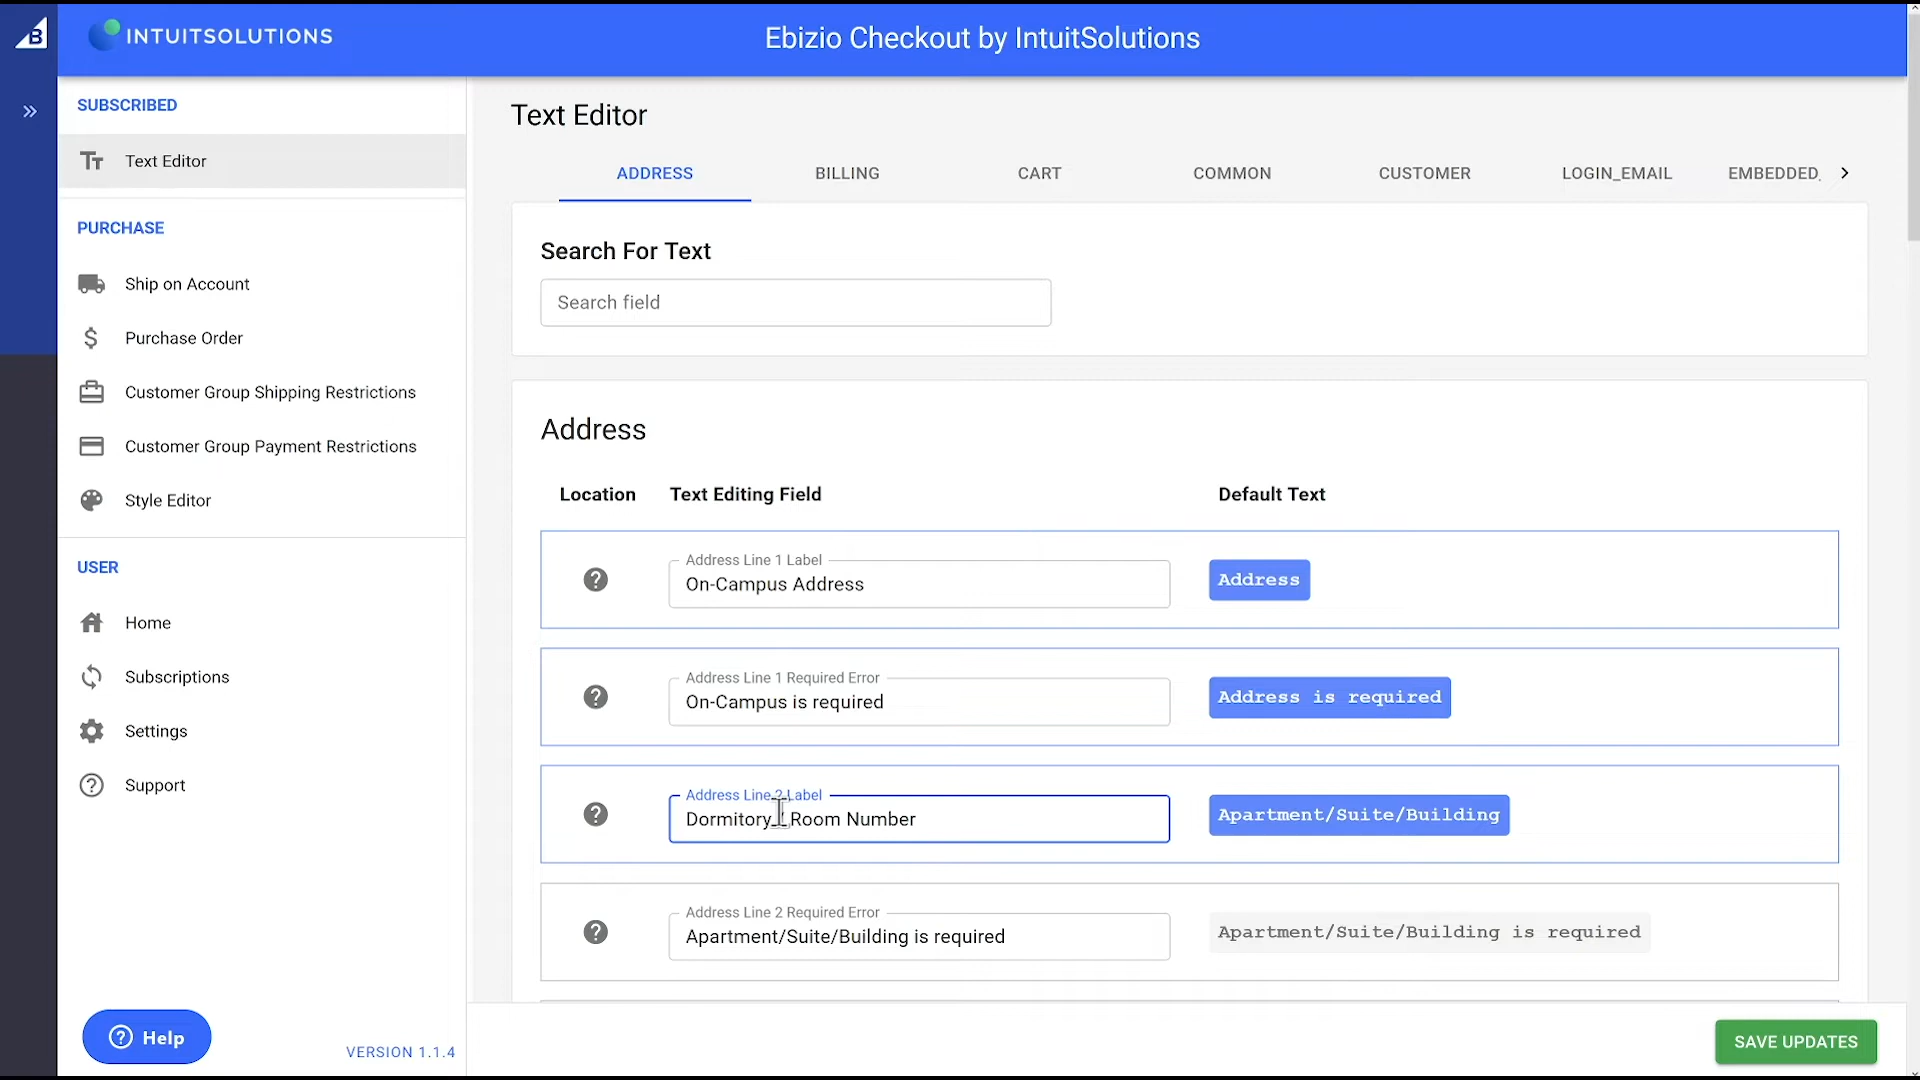 B
INTUITSOLUTIONS
Ebizio Checkout by IntuitSolutions
SUBSCRIBED
Text Editor
PURCHASE
Ship on Account
Purchase Order
Customer Group Shipping Restrictions
Customer Group Payment Restrictions
Style Editor
USER
Home
Subscriptions
Settings
Support
Help
VERSION 1.1.4
Text Editor
ADDRESS BILLING CART COMMON CUSTOMER LOGIN_EMAIL EMBEDDED_
Search For Text
Search field
Address
Location Text Editing Field Default Text
Address Line 1 Label
On-Campus Address
Address
Address Line 1 Required Error
On-Campus is required
Address is required
Address Line 2 Label
Dormitory / Room Number
Apartment/Suite/Building
Address Line 2 Required Error
Apartment/Suite/Building is required
Apartment/Suite/Building is required
SAVE UPDATES